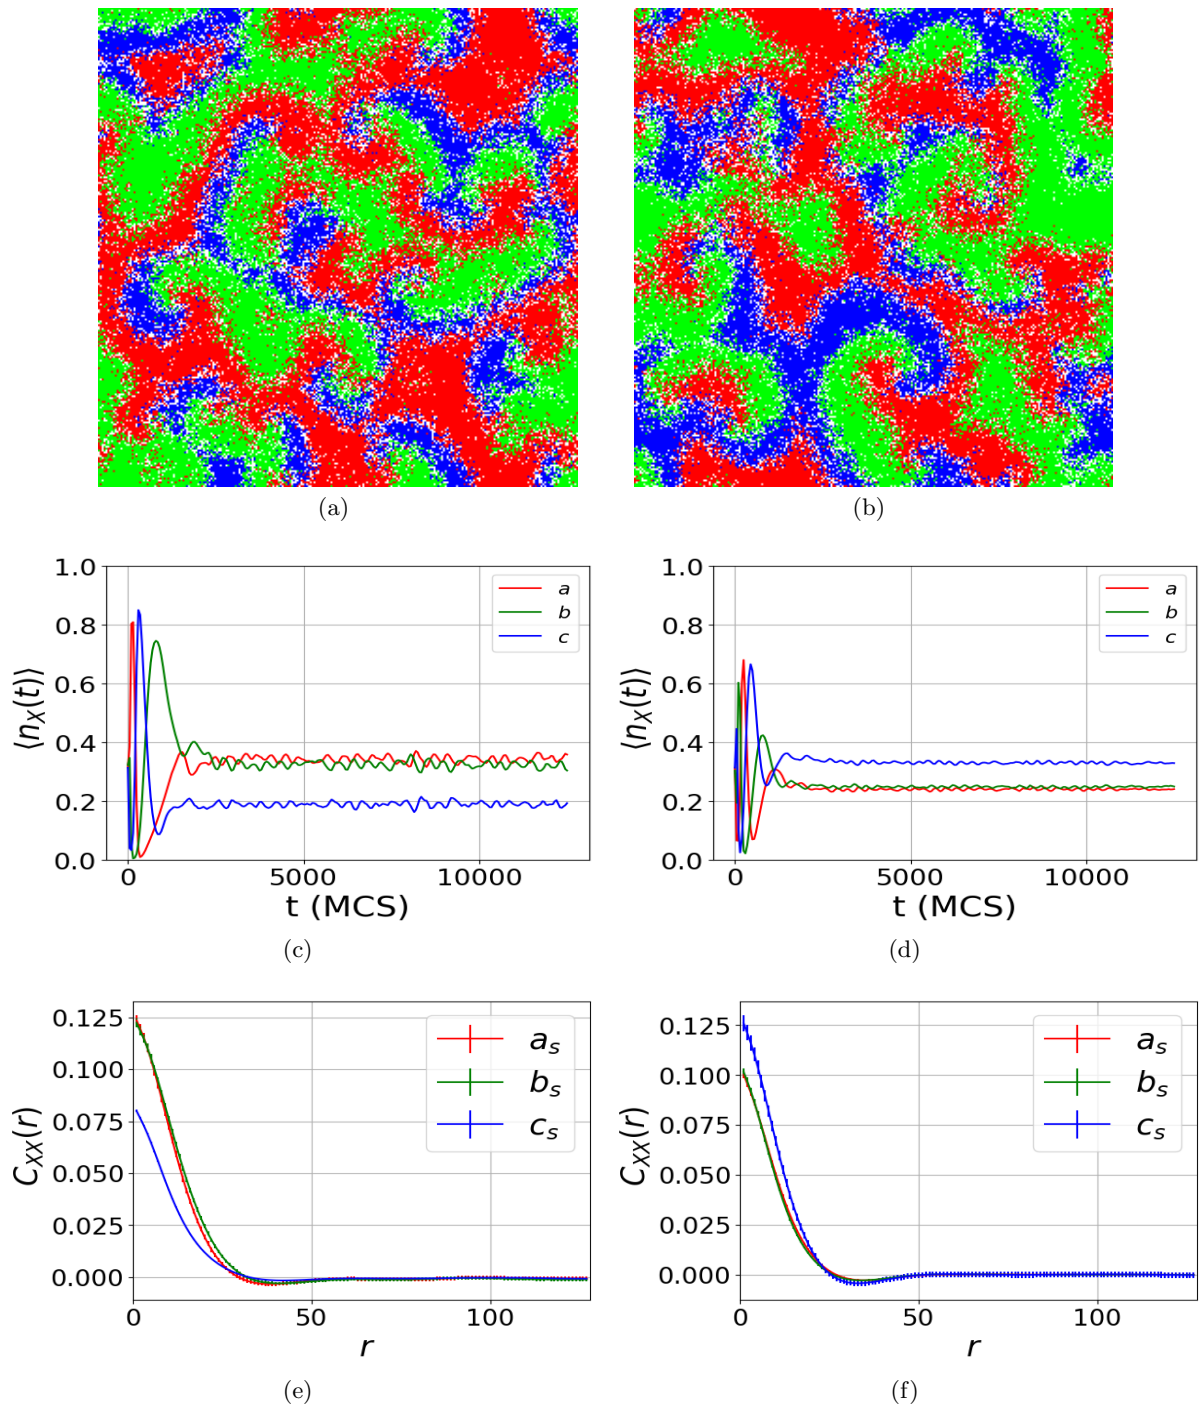 (a)
(b)
⟨n_X(t)⟩
1.0
0.8
0.6
0.4
0.2
0.0
0
5000
10000
t (MCS)
a
b
c
(c)
⟨n_X(t)⟩
1.0
0.8
0.6
0.4
0.2
0.0
0
5000
10000
t (MCS)
a
b
c
(d)
C_XX(r)
0.125
0.100
0.075
0.050
0.025
0.000
0
50
100
r
a_s
b_s
c_s
(e)
C_XX(r)
0.125
0.100
0.075
0.050
0.025
0.000
0
50
100
r
a_s
b_s
c_s
(f)